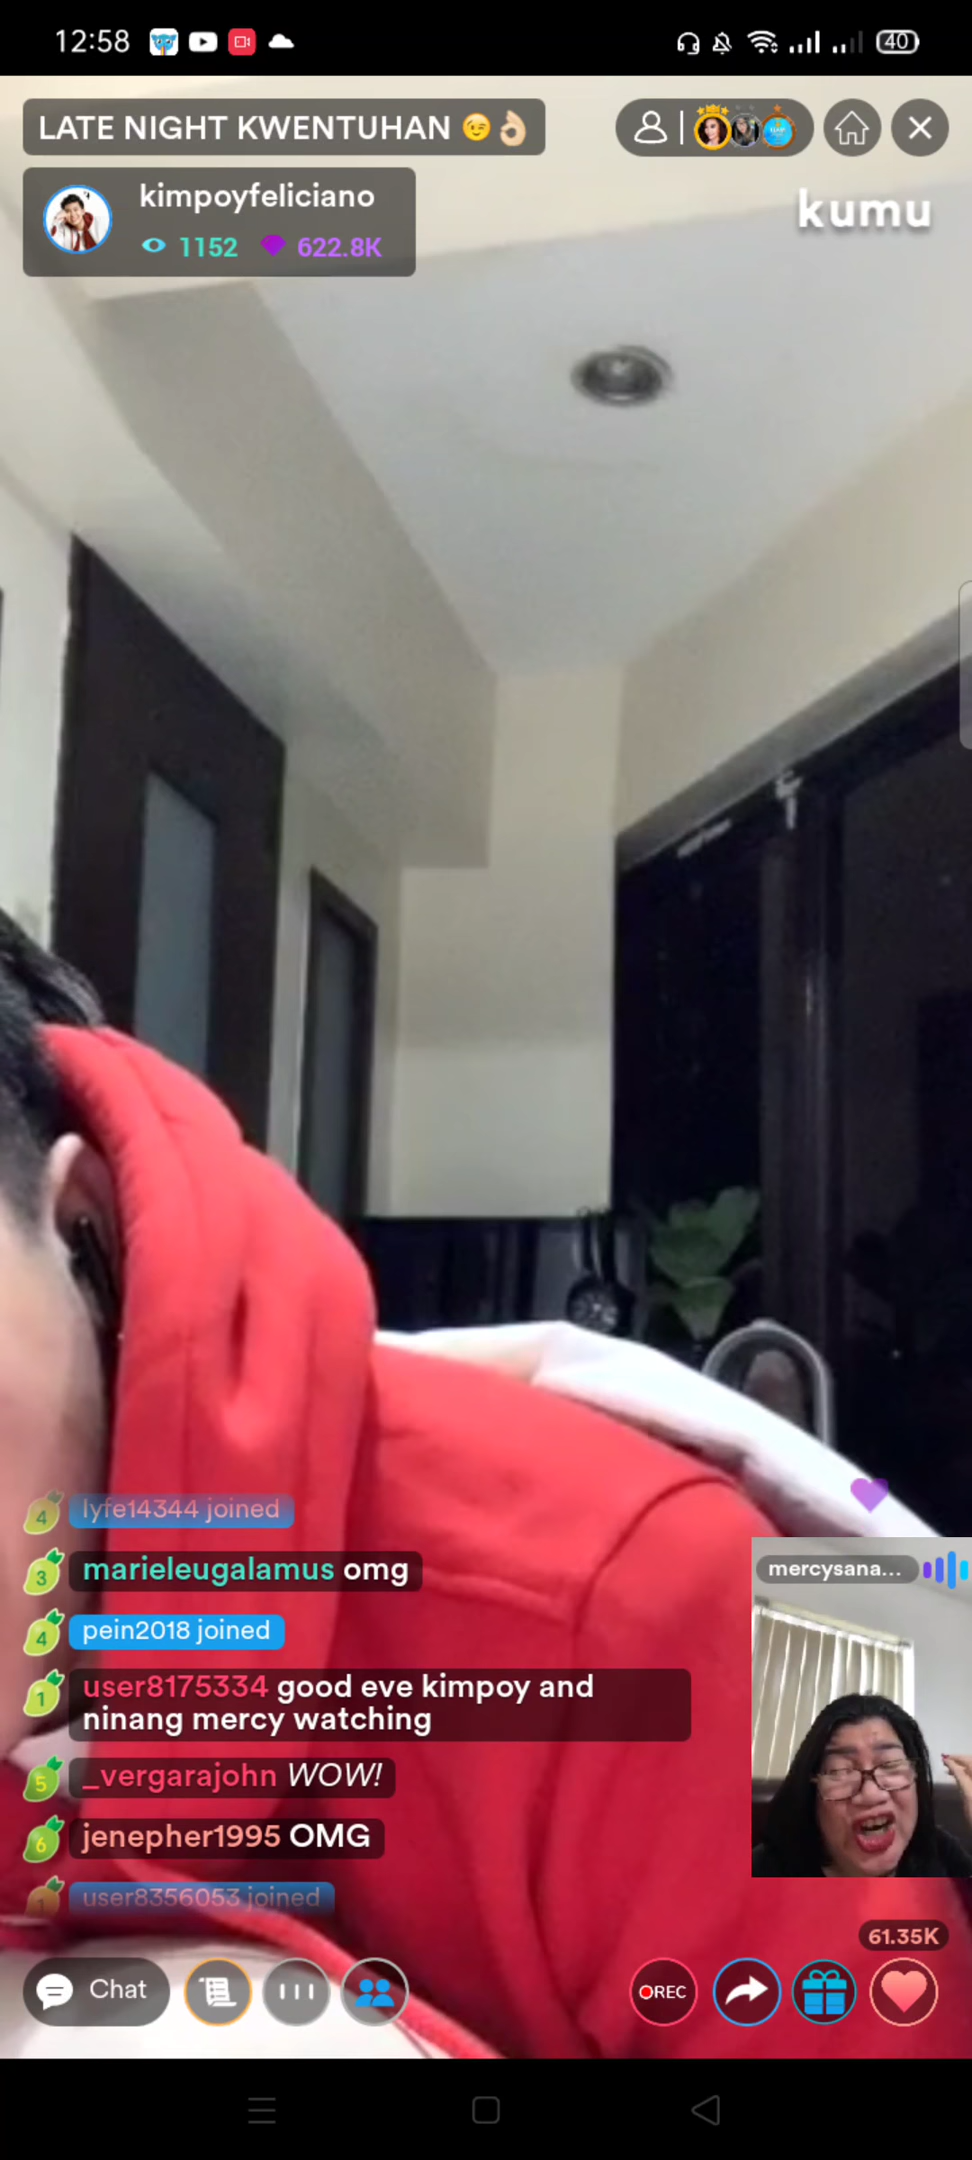 12:58
40
LATE NIGHT KWENTUHAN 😉👌🏼
kimpoyfeliciano
1152 622.8K
kumu
4 lyfe14344 joined
3 marieleugalamus omg
4 pein2018 joined
1 user8175334 good eve kimpoy and
ninang mercy watching
5 _vergarajohn WOW!
6 jenepher1995 OMG
1 user8356053 joined
mercysana...
61.35K
Chat
REC